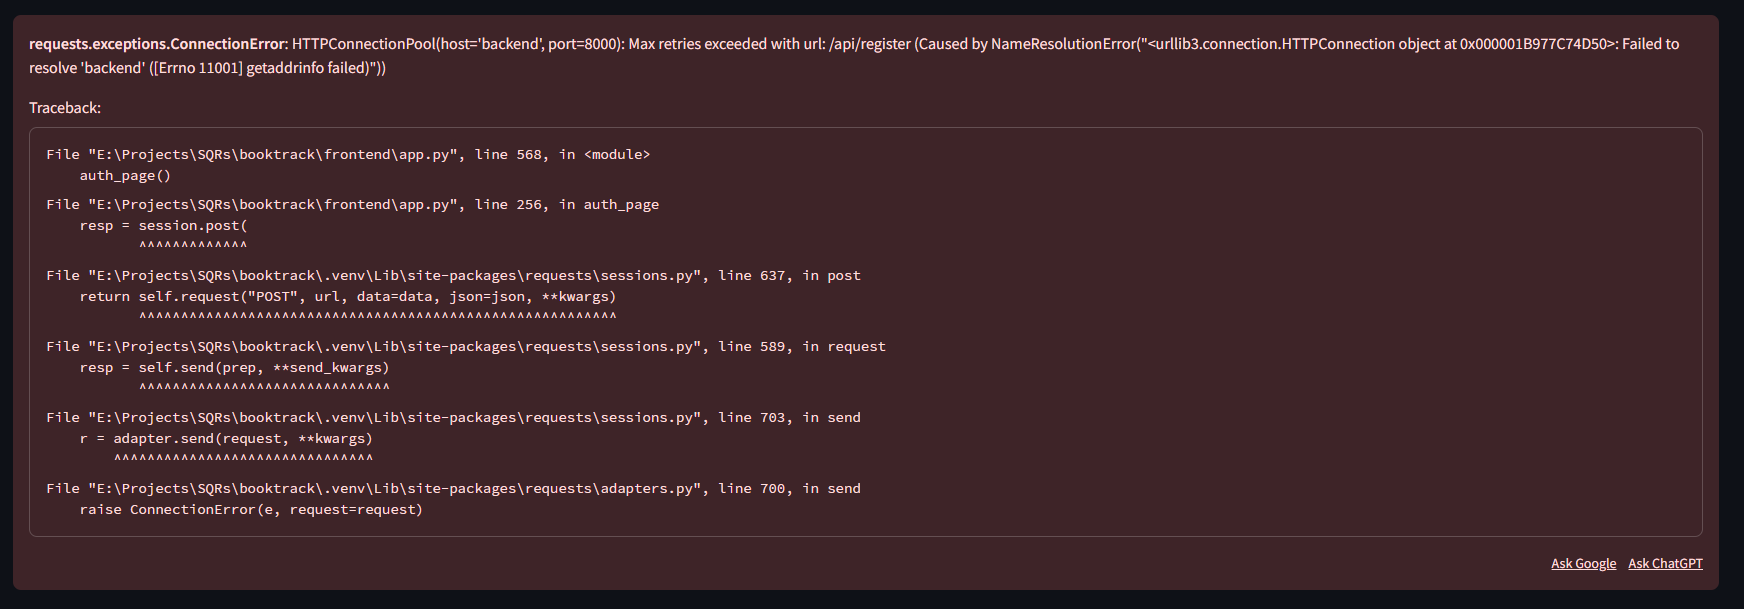 requests.exceptions.ConnectionError: HTTPConnectionPool(host='backend', port=8000): Max retries exceeded with url: /api/register (Caused by NameResolutionError("<urllib3.connection.HTTPConnection object at 0x000001B977C74D50>: Failed to
resolve 'backend' ([Errno 11001] getaddrinfo failed)"))
Traceback:
File "E:\Projects\SQRs\booktrack\frontend\app.py", line 568, in <module>
    auth_page()
File "E:\Projects\SQRs\booktrack\frontend\app.py", line 256, in auth_page
    resp = session.post(
           ^^^^^^^^^^^^^
File "E:\Projects\SQRs\booktrack\.venv\Lib\site-packages\requests\sessions.py", line 637, in post
    return self.request("POST", url, data=data, json=json, **kwargs)
           ^^^^^^^^^^^^^^^^^^^^^^^^^^^^^^^^^^^^^^^^^^^^^^^^^^^^^^^^^
File "E:\Projects\SQRs\booktrack\.venv\Lib\site-packages\requests\sessions.py", line 589, in request
    resp = self.send(prep, **send_kwargs)
           ^^^^^^^^^^^^^^^^^^^^^^^^^^^^^^
File "E:\Projects\SQRs\booktrack\.venv\Lib\site-packages\requests\sessions.py", line 703, in send
    r = adapter.send(request, **kwargs)
        ^^^^^^^^^^^^^^^^^^^^^^^^^^^^^^^
File "E:\Projects\SQRs\booktrack\.venv\Lib\site-packages\requests\adapters.py", line 700, in send
    raise ConnectionError(e, request=request)
Ask Google Ask ChatGPT